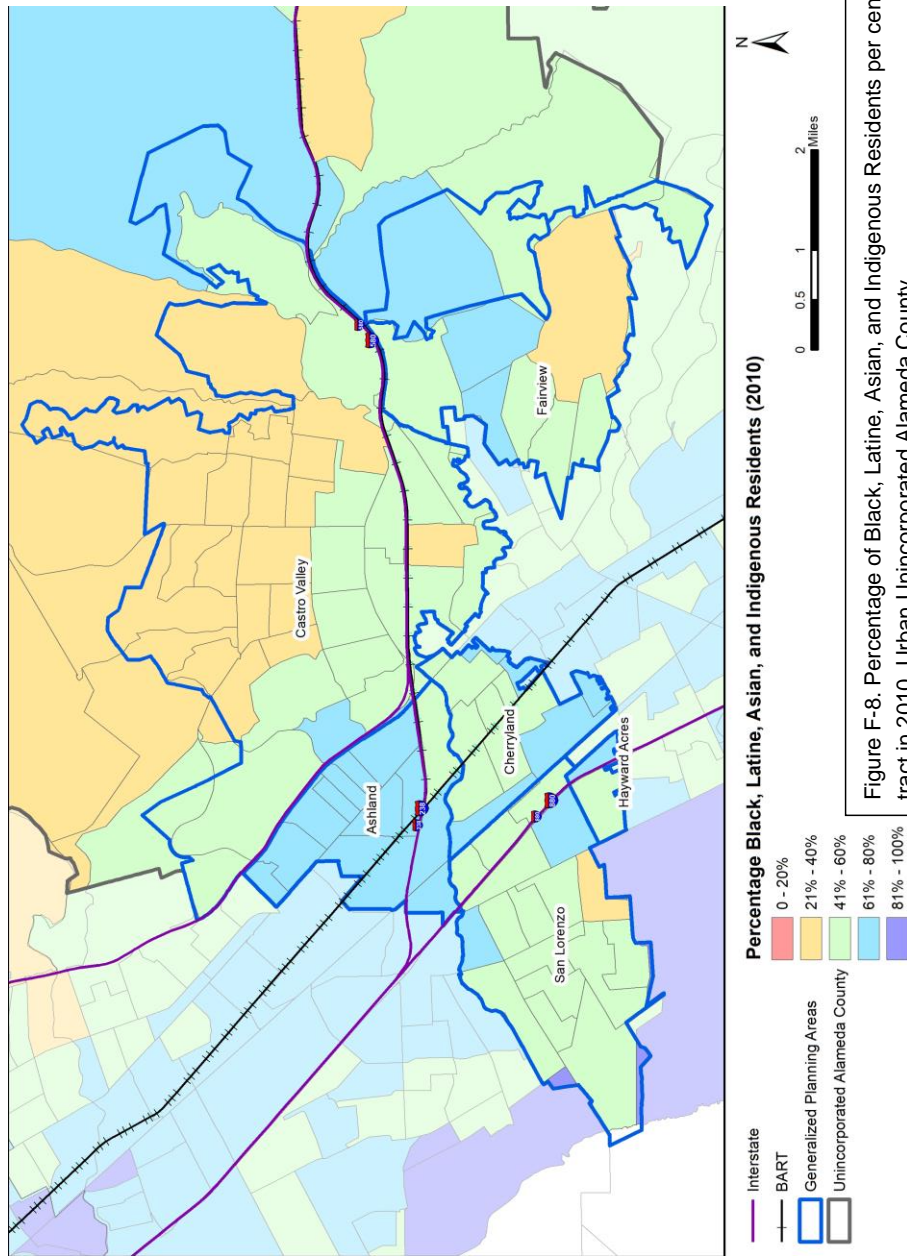 Castro Valley
Ashland
Cherryland
Hayward Acres
San Lorenzo
Fairview
Percentage Black, Latine, Asian, and Indigenous Residents (2010)
Interstate
BART
Generalized Planning Areas
Unincorporated Alameda County
0 - 20%
21% - 40%
41% - 60%
61% - 80%
81% - 100%
0 0.5 1 2
Miles
N
Figure F-8. Percentage of Black, Latine, Asian, and Indigenous Residents per
tract in 2010, Urban Unincorporated Alameda County